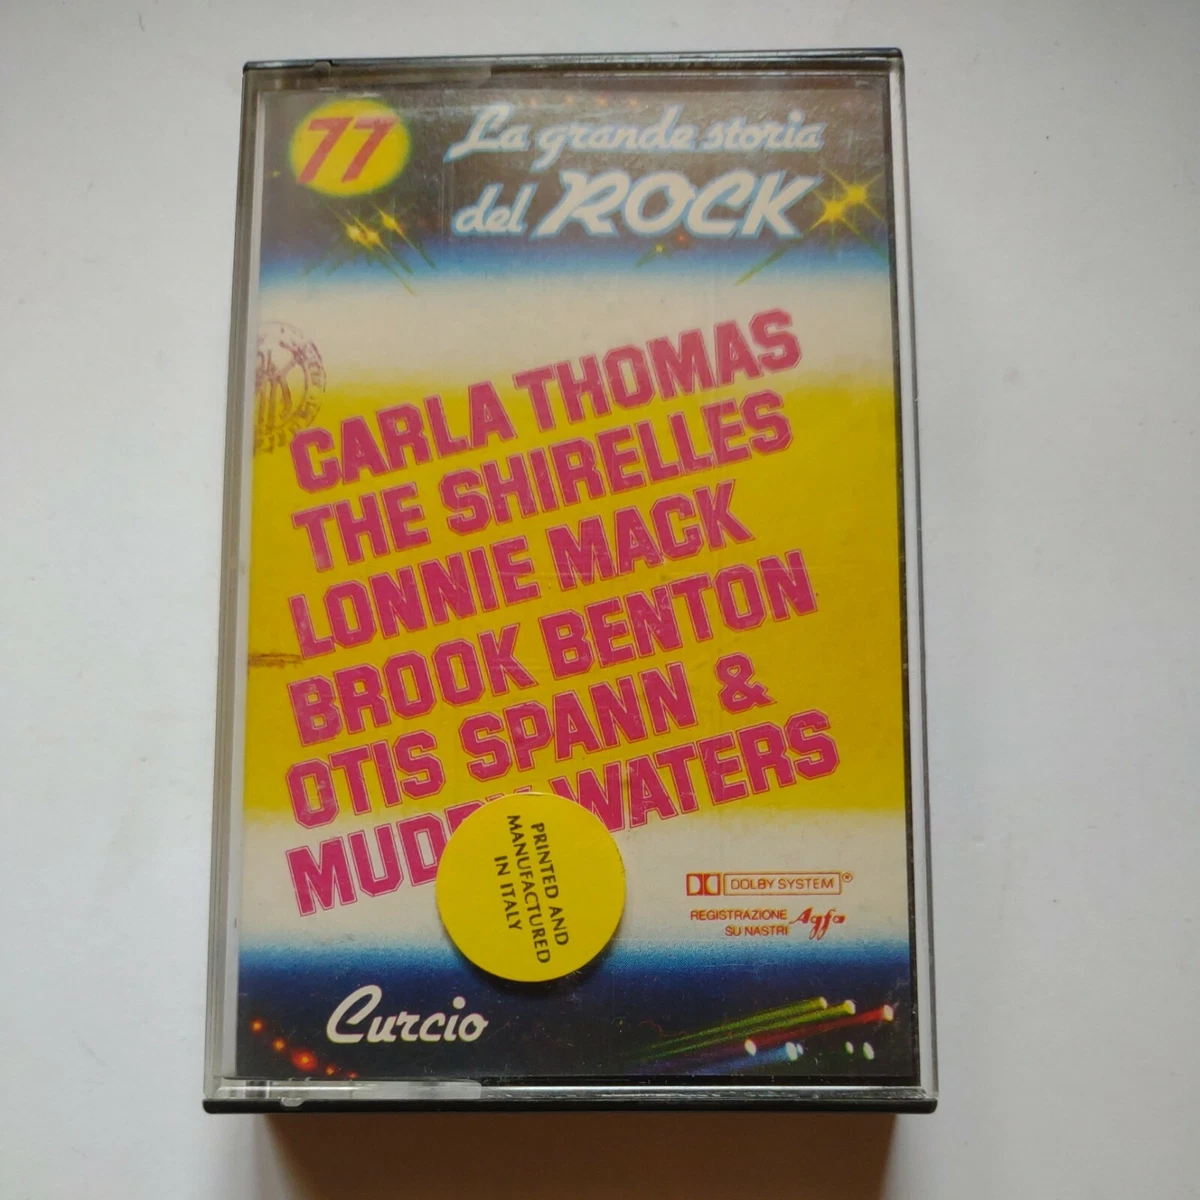 77
La grande storia
del ROCK
CARLA THOMAS
THE SHIRELLES
LONNIE MACK
BROOK BENTON
OTIS SPANN &
MUDDY WATERS
PRINTED AND
MANUFACTURED
IN ITALY
DOLBY SYSTEM®
REGISTRAZIONE
SU NASTRI Agfa
Curcio